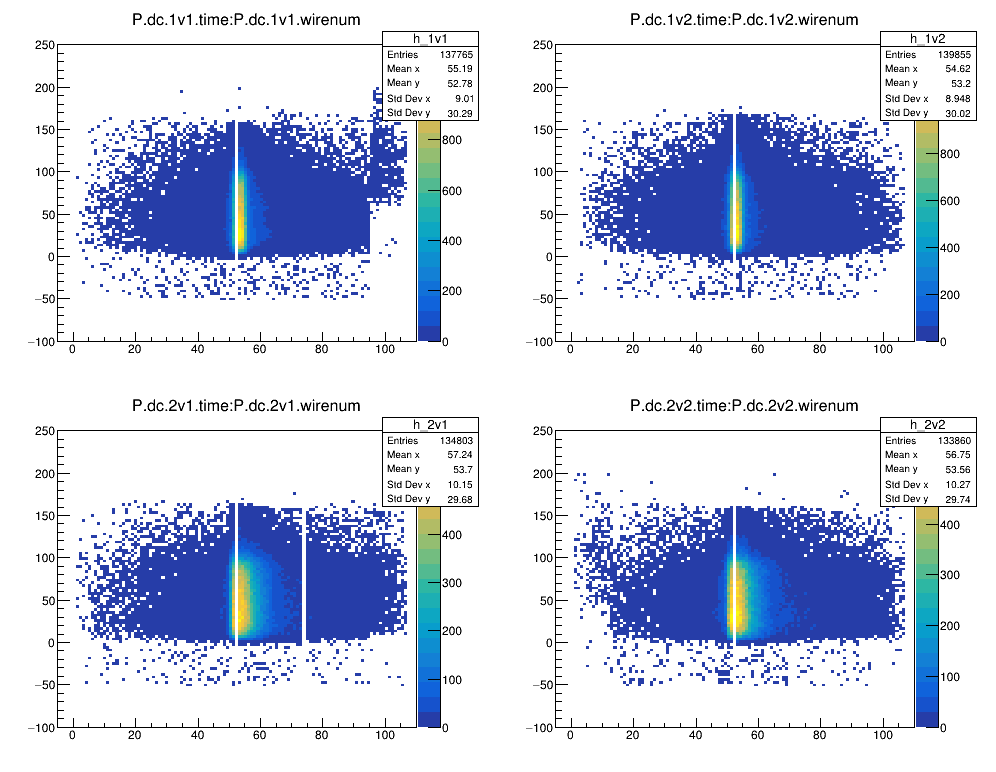 P.dc.1v1.time:P.dc.1v1.wirenum
h_1v1
Entries 137765
Mean x 55.19
Mean y 52.78
Std Dev x 9.01
Std Dev y 30.29
250
200
150
100
50
0
−50
−100
0 20 40 60 80 100
800
600
400
200
0
P.dc.1v2.time:P.dc.1v2.wirenum
h_1v2
Entries 139855
Mean x 54.62
Mean y 53.2
Std Dev x 8.948
Std Dev y 30.02
250
200
150
100
50
0
−50
−100
0 20 40 60 80 100
800
600
400
200
0
P.dc.2v1.time:P.dc.2v1.wirenum
h_2v1
Entries 134803
Mean x 57.24
Mean y 53.7
Std Dev x 10.15
Std Dev y 29.68
250
200
150
100
50
0
−50
−100
0 20 40 60 80 100
400
300
200
100
0
P.dc.2v2.time:P.dc.2v2.wirenum
h_2v2
Entries 133860
Mean x 56.75
Mean y 53.56
Std Dev x 10.27
Std Dev y 29.74
250
200
150
100
50
0
−50
−100
0 20 40 60 80 100
400
300
200
100
0